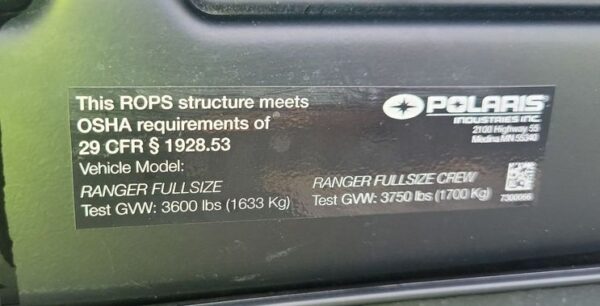 This ROPS structure meets
OSHA requirements of
29 CFR § 1928.53
Vehicle Model:
RANGER FULLSIZE
Test GVW: 3600 lbs (1633 Kg)
RANGER FULLSIZE CREW
Test GVW: 3750 lbs (1700 Kg)
POLARIS
INDUSTRIES INC.
2100 Highway 55
Medina MN 55340
7300056